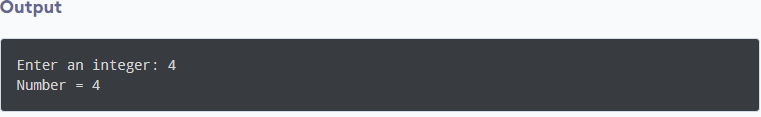 Output
Enter an integer: 4
Number = 4